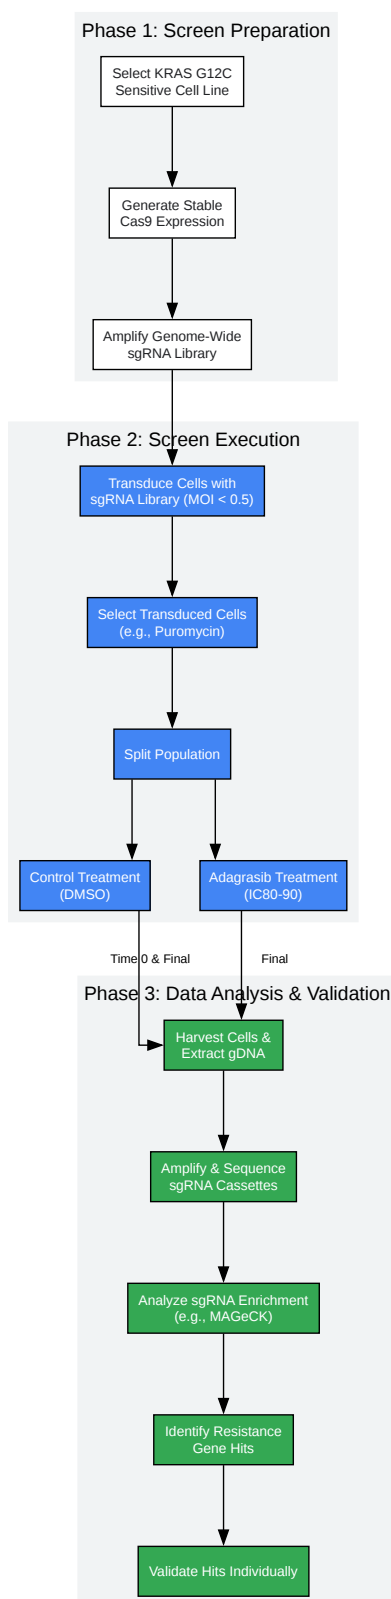 Phase 1: Screen Preparation
Select KRAS G12C
Sensitive Cell Line
Generate Stable
Cas9 Expression
Amplify Genome-Wide
sgRNA Library
Phase 2: Screen Execution
Transduce Cells with
sgRNA Library (MOI < 0.5)
Select Transduced Cells
(e.g., Puromycin)
Split Population
Control Treatment
(DMSO)
Adagrasib Treatment
(IC80-90)
Time 0 & Final
Final
Phase 3: Data Analysis & Validation
Harvest Cells &
Extract gDNA
Amplify & Sequence
sgRNA Cassettes
Analyze sgRNA Enrichment
(e.g., MAGeCK)
Identify Resistance
Gene Hits
Validate Hits Individually